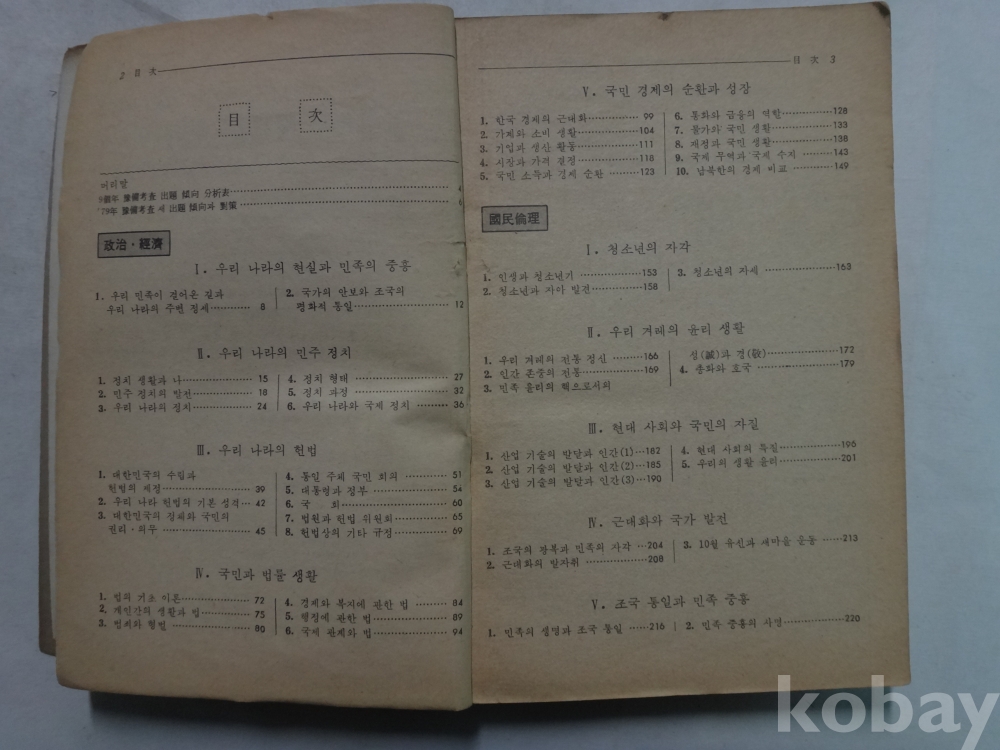 2 目 次
目 次
머리말 4
9個年 豫備考査 出題 傾向 分析表
'79年 豫備考査 出題 傾向과 對策 6
政治·經濟
Ⅰ. 우리 나라의 현실과 민족의 중흥
1. 우리 민족이 걸어온 길과
우리 나라의 주변 정세 8
2. 국가의 안보와 조국의
평화적 통일 12
Ⅱ. 우리 나라의 민주 정치
1. 정치 생활과 나 15
2. 민주 정치의 발전 18
3. 우리 나라의 정치 24
4. 정치 형태 27
5. 정치 과정 32
6. 우리 나라와 국제 정치 36
Ⅲ. 우리 나라의 헌법
1. 대한민국의 수립과
헌법의 제정 39
2. 우리 나라 헌법의 기본 성격 42
3. 대한민국의 경제와 국민의
권리·의무 45
4. 통일 주체 국민 회의 51
5. 대통령과 정부 54
6. 국 회 60
7. 법원과 헌법 위원회 65
8. 헌법상의 기타 규정 69
Ⅳ. 국민과 법률 생활
1. 법의 기초 이론 72
2. 개인간의 생활과 법 75
3. 범죄와 형벌 80
4. 경제와 복지에 관한 법 84
5. 행정에 관한 법 89
6. 국제 관계와 법 94
目 次 3
Ⅴ. 국민 경제의 순환과 성장
1. 한국 경제의 근대화 99
2. 가계와 소비 생활 104
3. 기업과 생산 활동 111
4. 시장과 가격 결정 118
5. 국민 소득과 경제 순환 123
6. 통화와 금융의 역할 128
7. 물가와 국민 생활 133
8. 재정과 국민 생활 138
9. 국제 무역과 국제 수지 143
10. 남북한의 경제 비교 149
國民倫理
Ⅰ. 청소년의 자각
1. 인생과 청소년기 153
2. 청소년과 자아 발견 158
3. 청소년의 자세 163
Ⅱ. 우리 겨레의 윤리 생활
1. 우리 겨레의 전통 정신 166
2. 인간 존중의 전통 169
3. 민족 윤리의 핵으로서의
성(誠)과 경(敬) 172
4. 총화와 호국 179
Ⅲ. 현대 사회와 국민의 자질
1. 산업 기술의 발달과 인간(1) 182
2. 산업 기술의 발달과 인간(2) 185
3. 산업 기술의 발달과 인간(3) 190
4. 현대 사회의 특질 196
5. 우리의 생활 윤리 201
Ⅳ. 근대화와 국가 발전
1. 조국의 광복과 민족의 자각 204
2. 근대화의 발자취 208
3. 10월 유신과 새마을 운동 213
Ⅴ. 조국 통일과 민족 중흥
1. 민족의 생명과 조국 통일 216
2. 민족 중흥의 사명 220
kobay